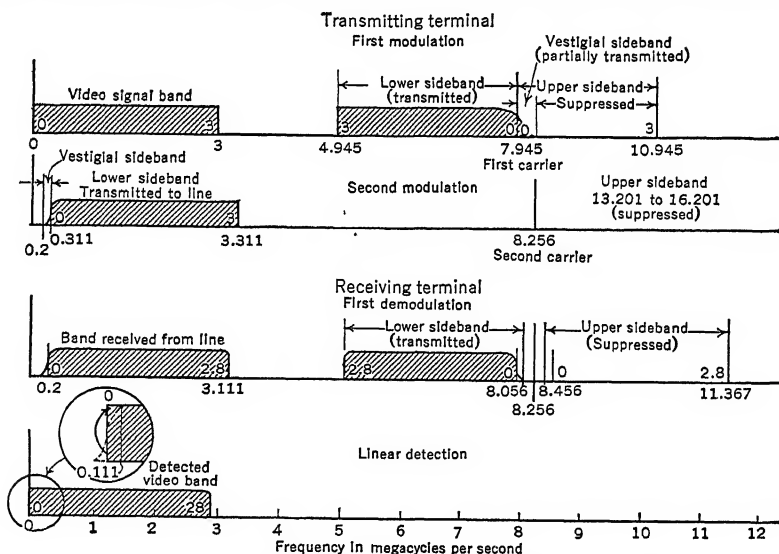 Transmitting terminal
First modulation
Vestigial sideband
(partially transmitted)
Video signal band
Lower sideband
(transmitted)
Upper sideband
Suppressed
0 3 3 0 0 3
0 3 4.945 7.945 10.945
First carrier
Vestigial sideband
Lower sideband
Transmitted to line
Second modulation
Upper sideband
13.201 to 16.201
(suppressed)
0 3
0.2 0.311 3.311 8.256
Second carrier
Receiving terminal
First demodulation
Band received from line
Lower sideband
(transmitted)
Upper sideband
(Suppressed)
0 2.8 2.8 0 0 2.8
0.2 3.111 8.056 8.256 8.456 11.367
0
0.111
Linear detection
Detected
video band
0 28
0 1 2 3 4 5 6 7 8 9 10 11 12
Frequency in megacycles per second